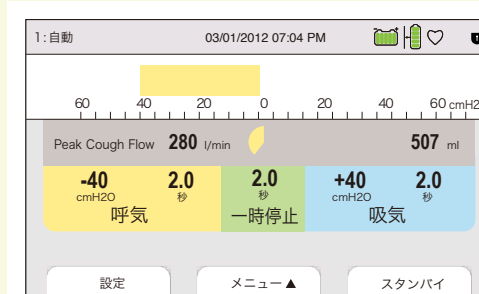 1:自動 03/01/2012 07:04 PM
60 40 20 0 20 40 60 cmH2
Peak Cough Flow 280 l/min 507 ml
-40 2.0 2.0 +40 2.0
cmH2O 秒 秒 cmH2O 秒
呼気 一時停止 吸気
設定 メニュー▲ スタンバイ